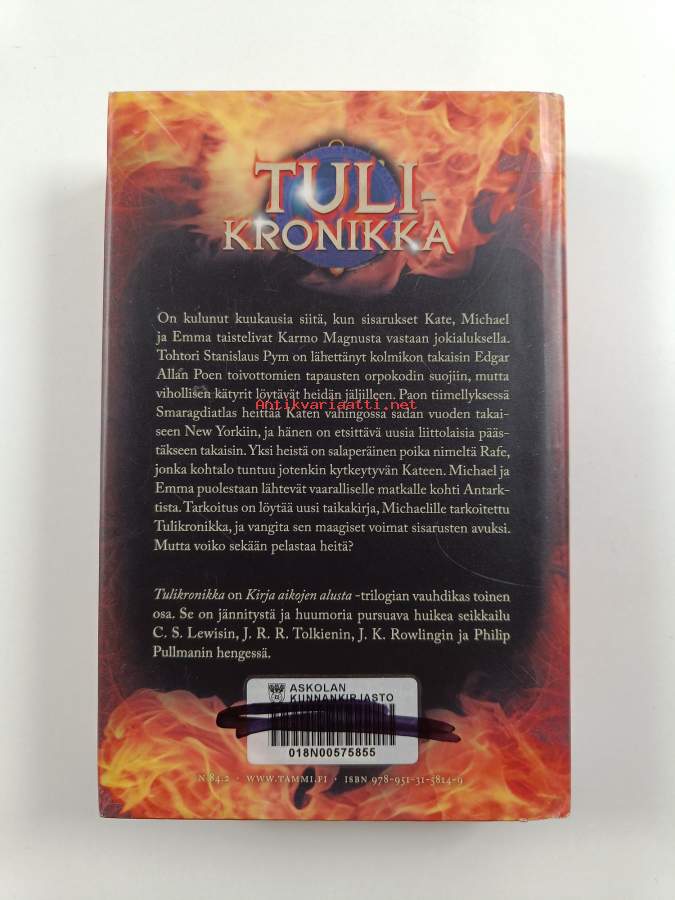 TULI-
KRONIKKA
On kulunut kuukausia siitä, kun sisarukset Kate, Michael
ja Emma taistelivat Karmo Magnusta vastaan jokialuksella.
Tohtori Stanislaus Pym on lähettänyt kolmikon takaisin Edgar
Allan Poen toivottomien tapausten orpokodin suojiin, mutta
vihollisen kätyrit löytävät heidän jäljilleen. Paon tiimellyksessä
Antikvariaatti.net
Smaragdiatlas heittää Katen vahingossa sadan vuoden takai-
seen New Yorkiin, ja hänen on etsittävä uusia liittolaisia pääs-
täkseen takaisin. Yksi heistä on salaperäinen poika nimeltä Rafe,
jonka kohtalo tuntuu jotenkin kytkeytyvän Kateen. Michael ja
Emma puolestaan lähtevät vaaralliselle matkalle kohti Antark-
tista. Tarkoitus on löytää uusi taikakirja, Michaelille tarkoitettu
Tulikronikka, ja vangita sen maagiset voimat sisarusten avuksi.
Mutta voiko sekään pelastaa heitä?
Tulikronikka on Kirja aikojen alusta -trilogian vauhdikas toinen
osa. Se on jännitystä ja huumoria pursuava huikea seikkailu
C. S. Lewisin, J. R. R. Tolkienin, J. K. Rowlingin ja Philip
Pullmanin hengessä.
ASKOLAN
KUNNANKIRJASTO
018N00575855
N 84.2 · WWW.TAMMI.FI · ISBN 978-951-31-5814-9